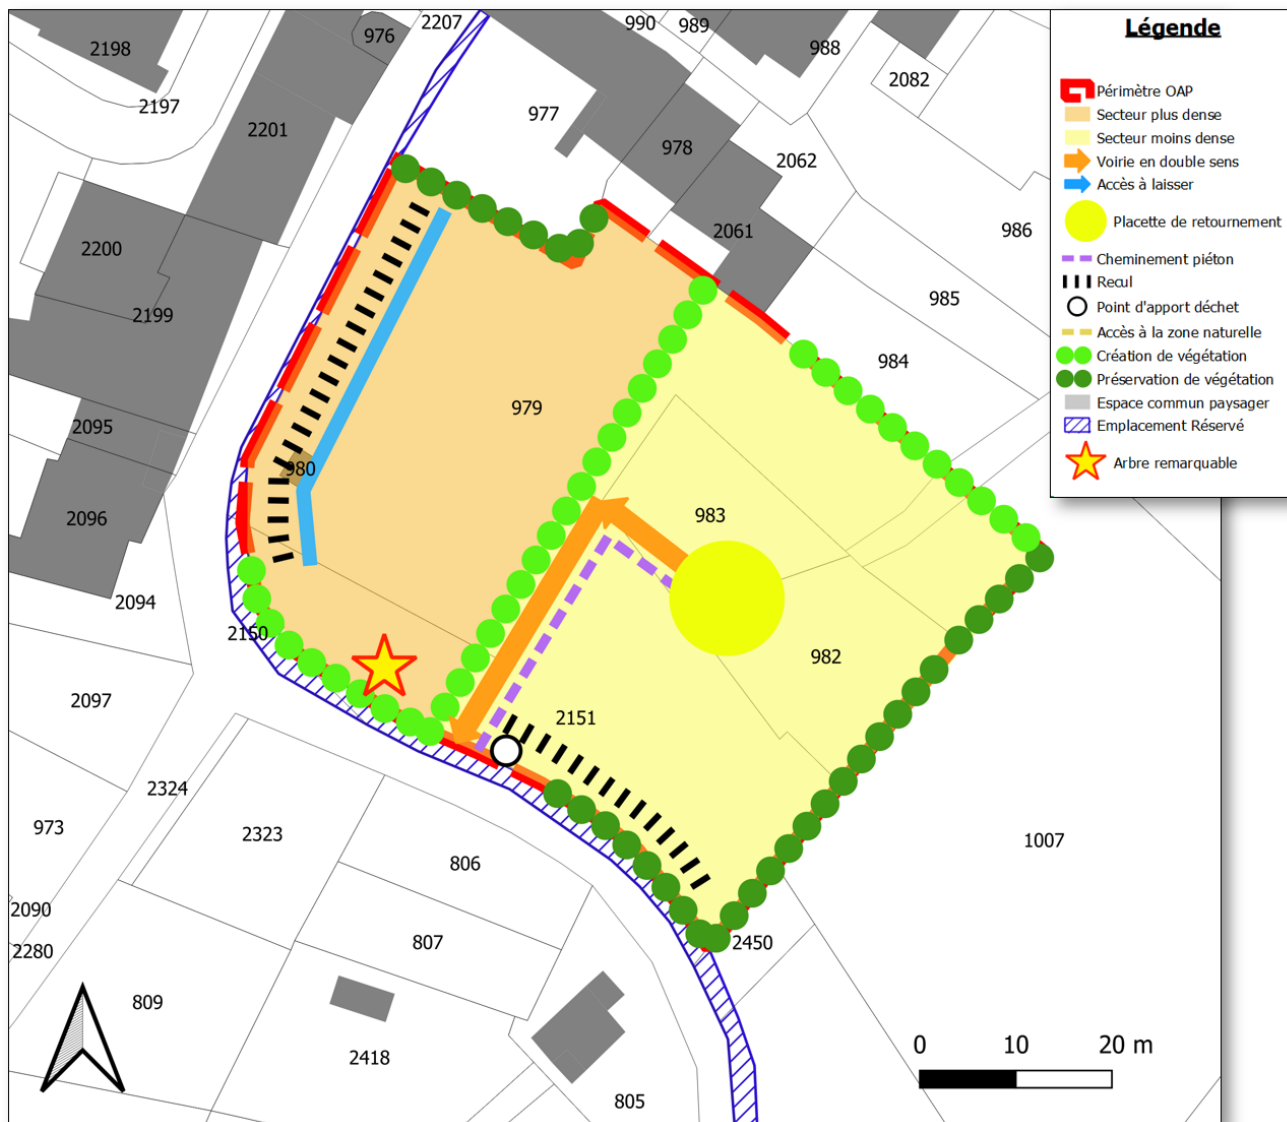 2207
990
989
Légende
976
2198
988
2082
Périmètre OAP
2197
977
Secteur plus dense
2201
Secteur moins dense
978
2062
Voirie en double sens
Accès à laisser
Placette de retournement
986
2061
2200
Cheminement piéton
Recul
985
Point d'apport déchet
2199
Accès à la zone naturelle
Création de végétation
984
Préservation de végétation
979
Espace commun paysager
2095
Emplacement Réservé
980
Arbre remarquable
2096
983
2094
2150
982
2097
2151
2324
973
2323
1007
806
2090
807
2450
2280
809
2418
0 10 20 m
805